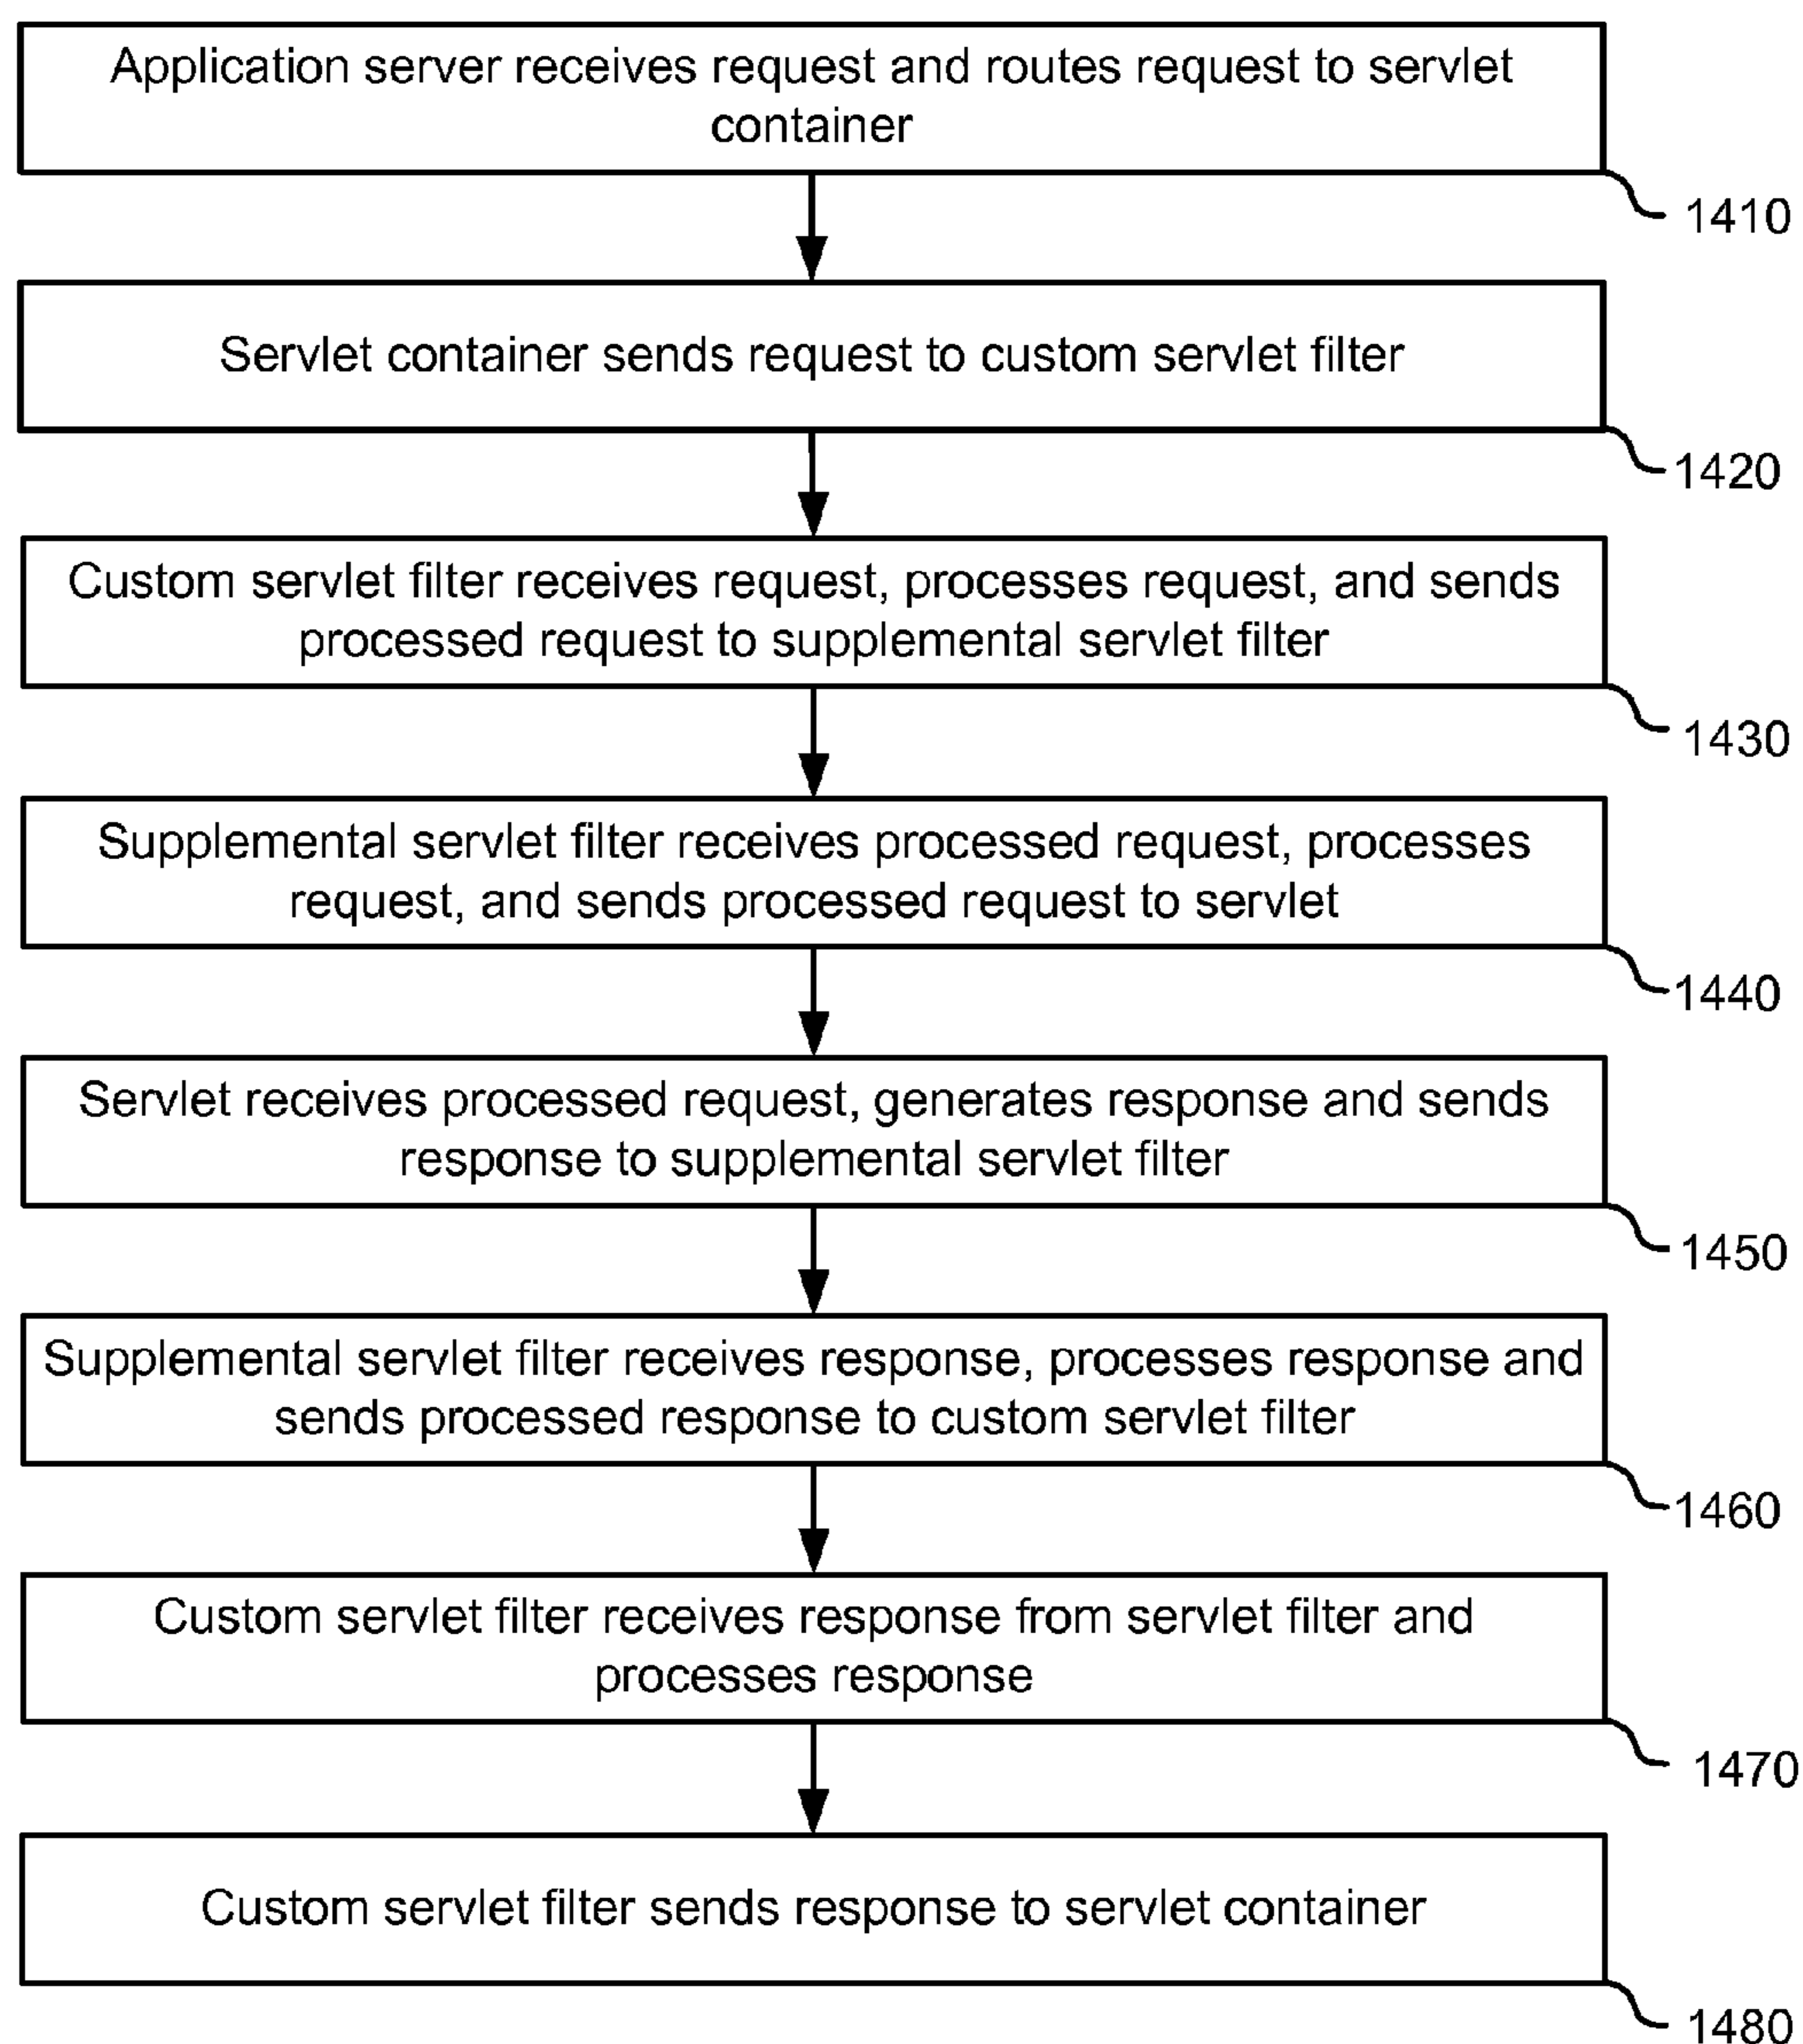 Application server receives request and routes request to servlet
container
1410
Servlet container sends request to custom servlet filter
1420
Custom servlet filter receives request, processes request, and sends
processed request to supplemental servlet filter
1430
Supplemental servlet filter receives processed request, processes
request, and sends processed request to servlet
1440
Servlet receives processed request, generates response and sends
response to supplemental servlet filter
1450
Supplemental servlet filter receives response, processes response and
sends processed response to custom servlet filter
1460
Custom servlet filter receives response from servlet filter and
processes response
1470
Custom servlet filter sends response to servlet container
1480